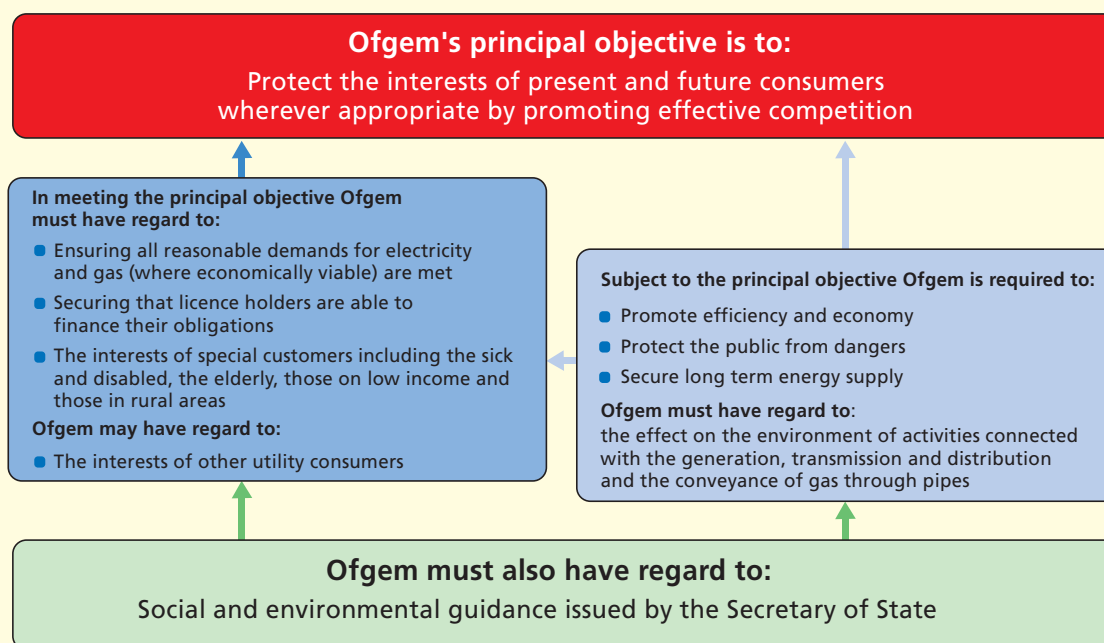 Ofgem's principal objective is to:
Protect the interests of present and future consumers
wherever appropriate by promoting effective competition
In meeting the principal objective Ofgem
must have regard to:
Ensuring all reasonable demands for electricity
and gas (where economically viable) are met
Securing that licence holders are able to
finance their obligations
The interests of special customers including the sick
and disabled, the elderly, those on low income and
those in rural areas
Ofgem may have regard to:
The interests of other utility consumers
Subject to the principal objective Ofgem is required to:
Promote efficiency and economy
Protect the public from dangers
Secure long term energy supply
Ofgem must have regard to:
the effect on the environment of activities connected
with the generation, transmission and distribution
and the conveyance of gas through pipes
Ofgem must also have regard to:
Social and environmental guidance issued by the Secretary of State